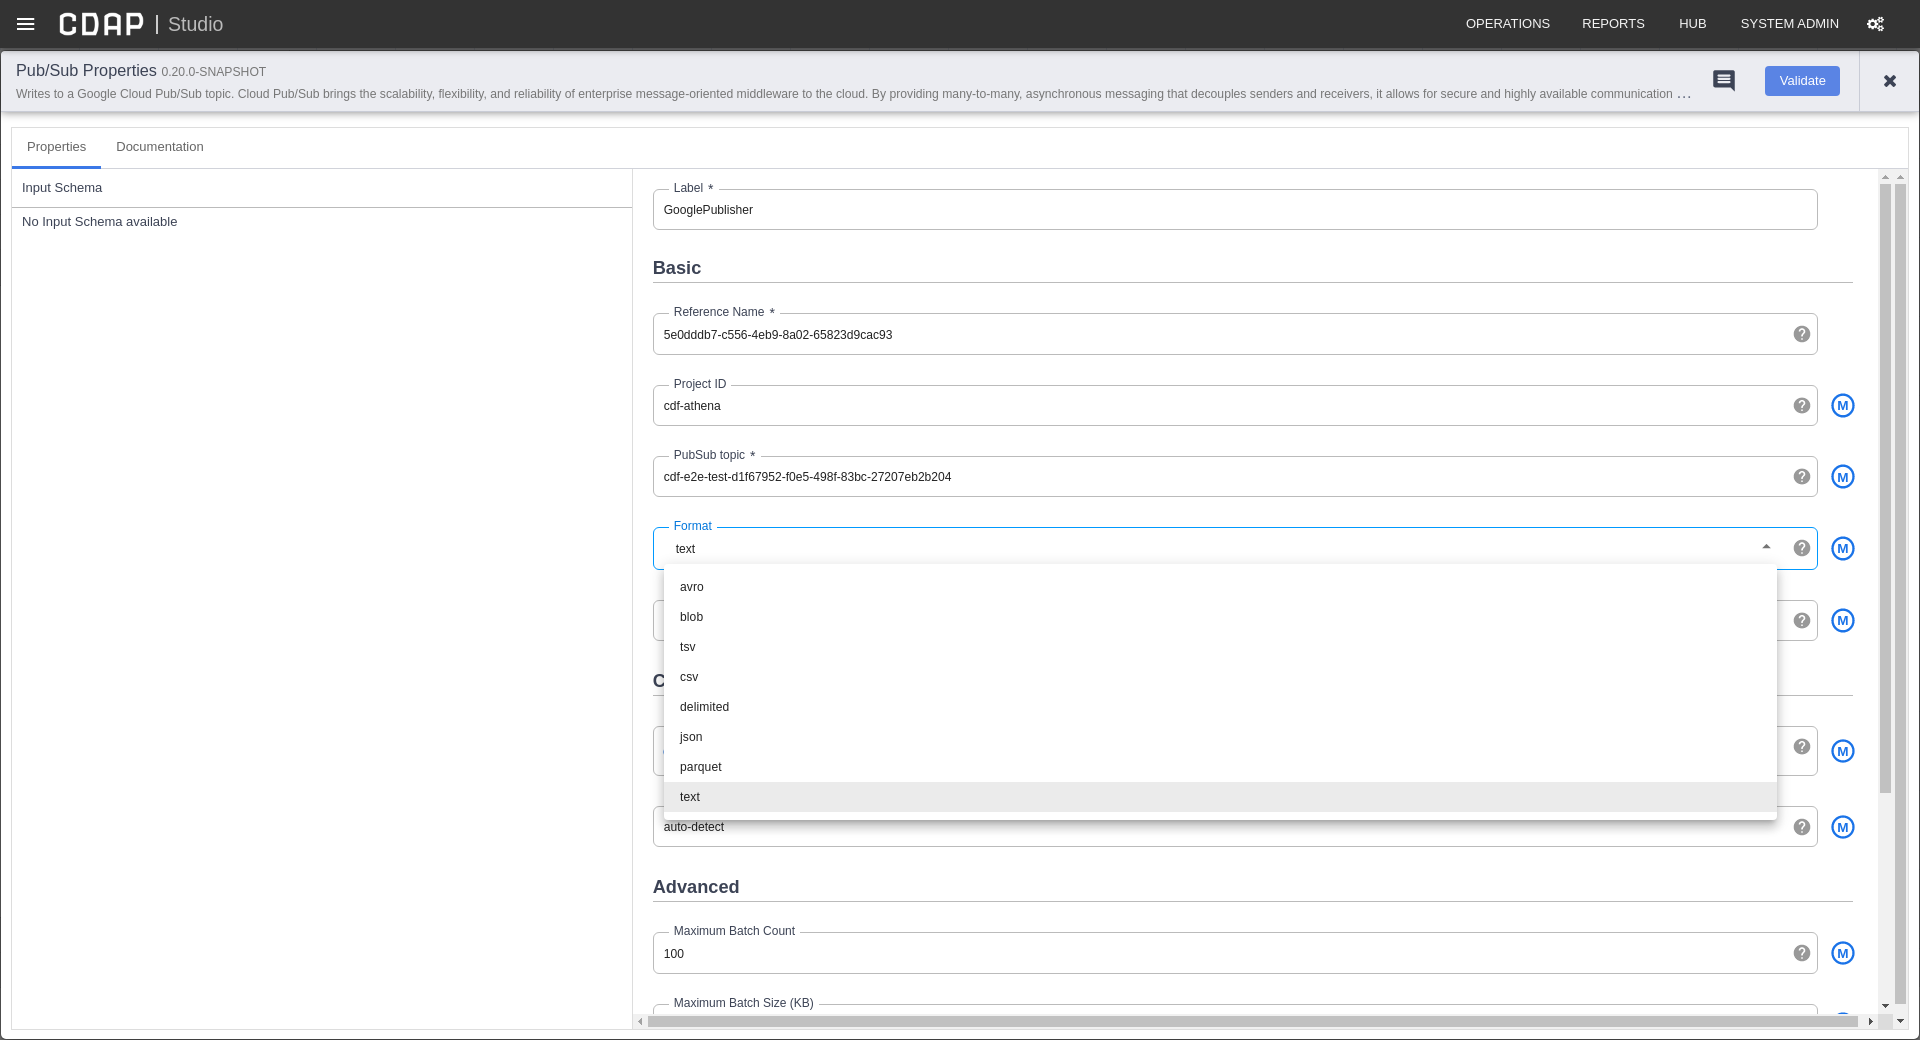 CDAP | Studio
OPERATIONS REPORTS HUB SYSTEM ADMIN
Pub/Sub Properties 0.20.0-SNAPSHOT
Writes to a Google Cloud Pub/Sub topic. Cloud Pub/Sub brings the scalability, flexibility, and reliability of enterprise message-oriented middleware to the cloud. By providing many-to-many, asynchronous messaging that decouples senders and receivers, it allows for secure and highly available communication ...
Validate
Properties Documentation
Input Schema
No Input Schema available
Label *
GooglePublisher
Basic
Reference Name *
5e0dddb7-c556-4eb9-8a02-65823d9cac93
Project ID
cdf-athena
M
PubSub topic *
cdf-e2e-test-d1f67952-f0e5-498f-83bc-27207eb2b204
M
Format
text
M
avro
blob
M
tsv
csv
delimited
json
M
parquet
text
auto-detect
M
Advanced
Maximum Batch Count
100
M
Maximum Batch Size (KB)